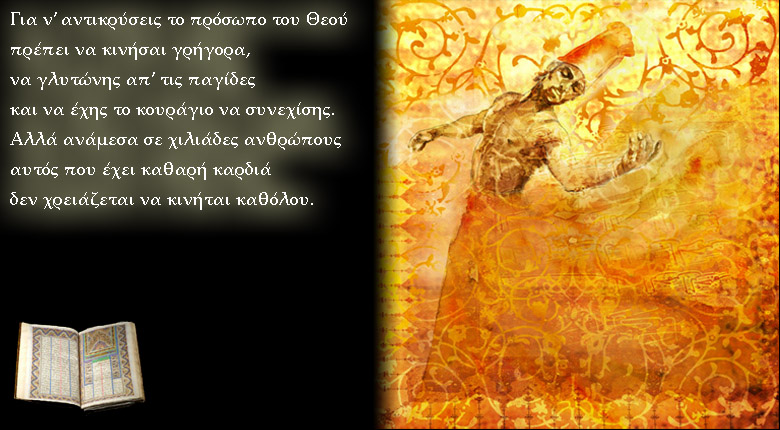 Για ν' αντικρύσεις το πρόσωπο του Θεού
πρέπει να κινήσαι γρήγορα,
να γλυτώνης απ' τις παγίδες
και να έχης το κουράγιο να συνεχίσης.
Αλλά ανάμεσα σε χιλιάδες ανθρώπους
αυτός που έχει καθαρή καρδιά
δεν χρειάζεται να κινήται καθόλου.